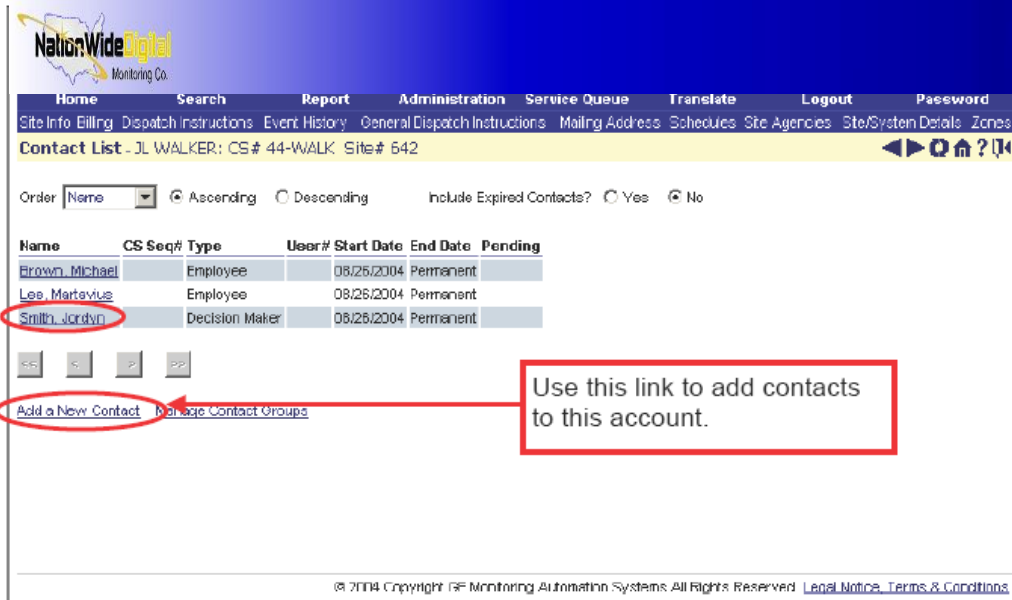 NationWideDigital
Monitoring Co.
Home Search Report Administration Service Queue Translate Logout Password
Site Info Billing Dispatch Instructions Event History General Dispatch Instructions Mailing Address Schedules Site Agencies Site/System Details Zones
Contact List - JL WALKER: CS# 44-WALK Site# 642
Order Name Ascending Descending Include Expired Contacts? Yes No
Name CS Seq# Type User# Start Date End Date Pending
Brown, Michael Employee 08/26/2004 Permanent
Lee, Martavius Employee 08/26/2004 Permanent
Smith, Jordyn Decision Maker 08/26/2004 Permanent
<< < > >>
Use this link to add contacts
to this account.
Add a New Contact Manage Contact Groups
© 2004 Copyright GE Monitoring Automation Systems All Rights Reserved Legal Notice, Terms & Conditions